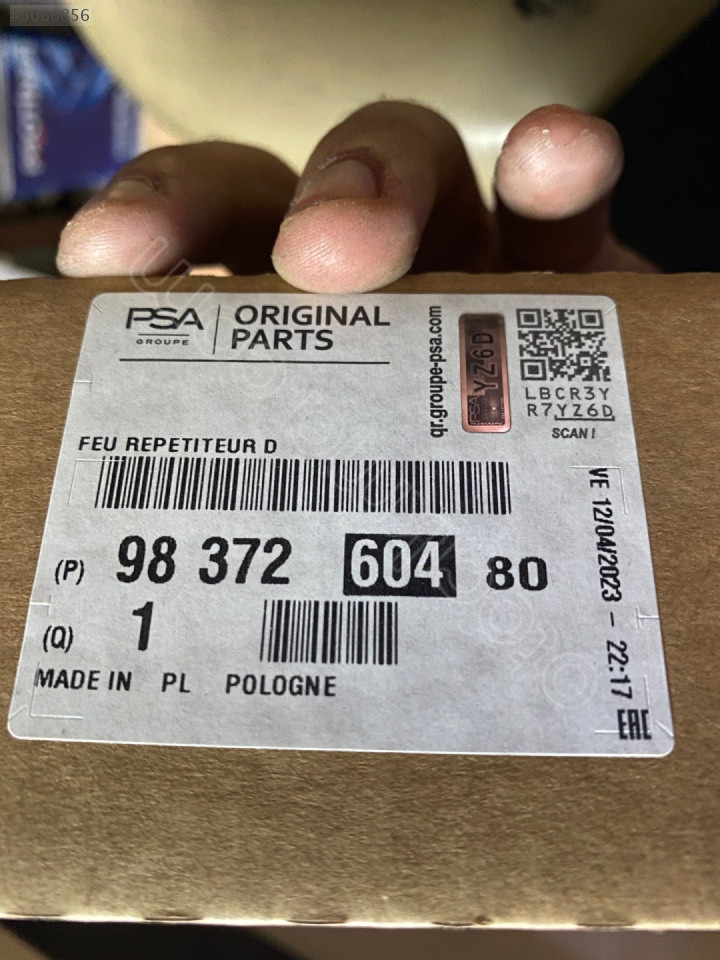 PSA
GROUPE
ORIGINAL
PARTS
qr.groupe-psa.com
PSA YZ6D
LBCR3Y
R7YZ6D
SCAN !
FEU REPETITEUR D
(P) 98 372 604 80
(Q) 1
MADE IN PL POLOGNE
VE 12/04/2023 - 22:17
EAC